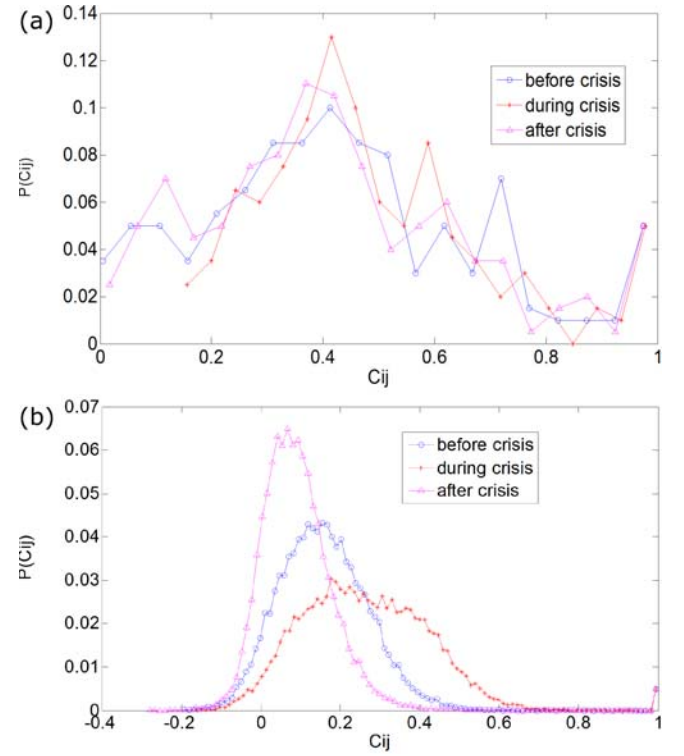 (a)
0.14
0.12
0.1
0.08
0.06
0.04
0.02
0
P(Cij)
before crisis
during crisis
after crisis
0 0.2 0.4 0.6 0.8 1
Cij
(b)
0.07
0.06
0.05
0.04
0.03
0.02
0.01
0
P(Cij)
before crisis
during crisis
after crisis
-0.4 -0.2 0 0.2 0.4 0.6 0.8 1
Cij